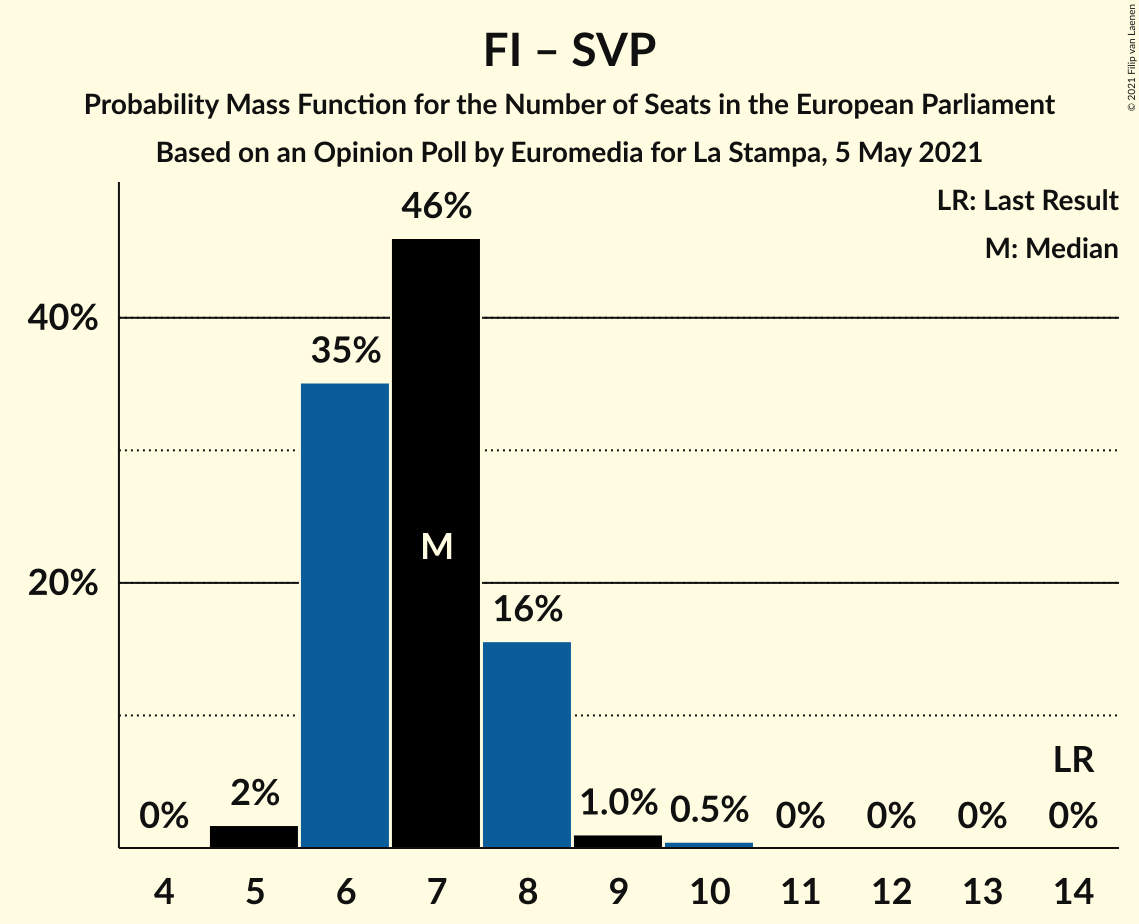 FI – SVP
Probability Mass Function for the Number of Seats in the European Parliament
Based on an Opinion Poll by Euromedia for La Stampa, 5 May 2021
© 2021 Filip van Laenen
LR: Last Result
M: Median
46%
40%
35%
M
20%
16%
LR
0% 2% 1.0% 0.5% 0% 0% 0% 0%
4 5 6 7 8 9 10 11 12 13 14